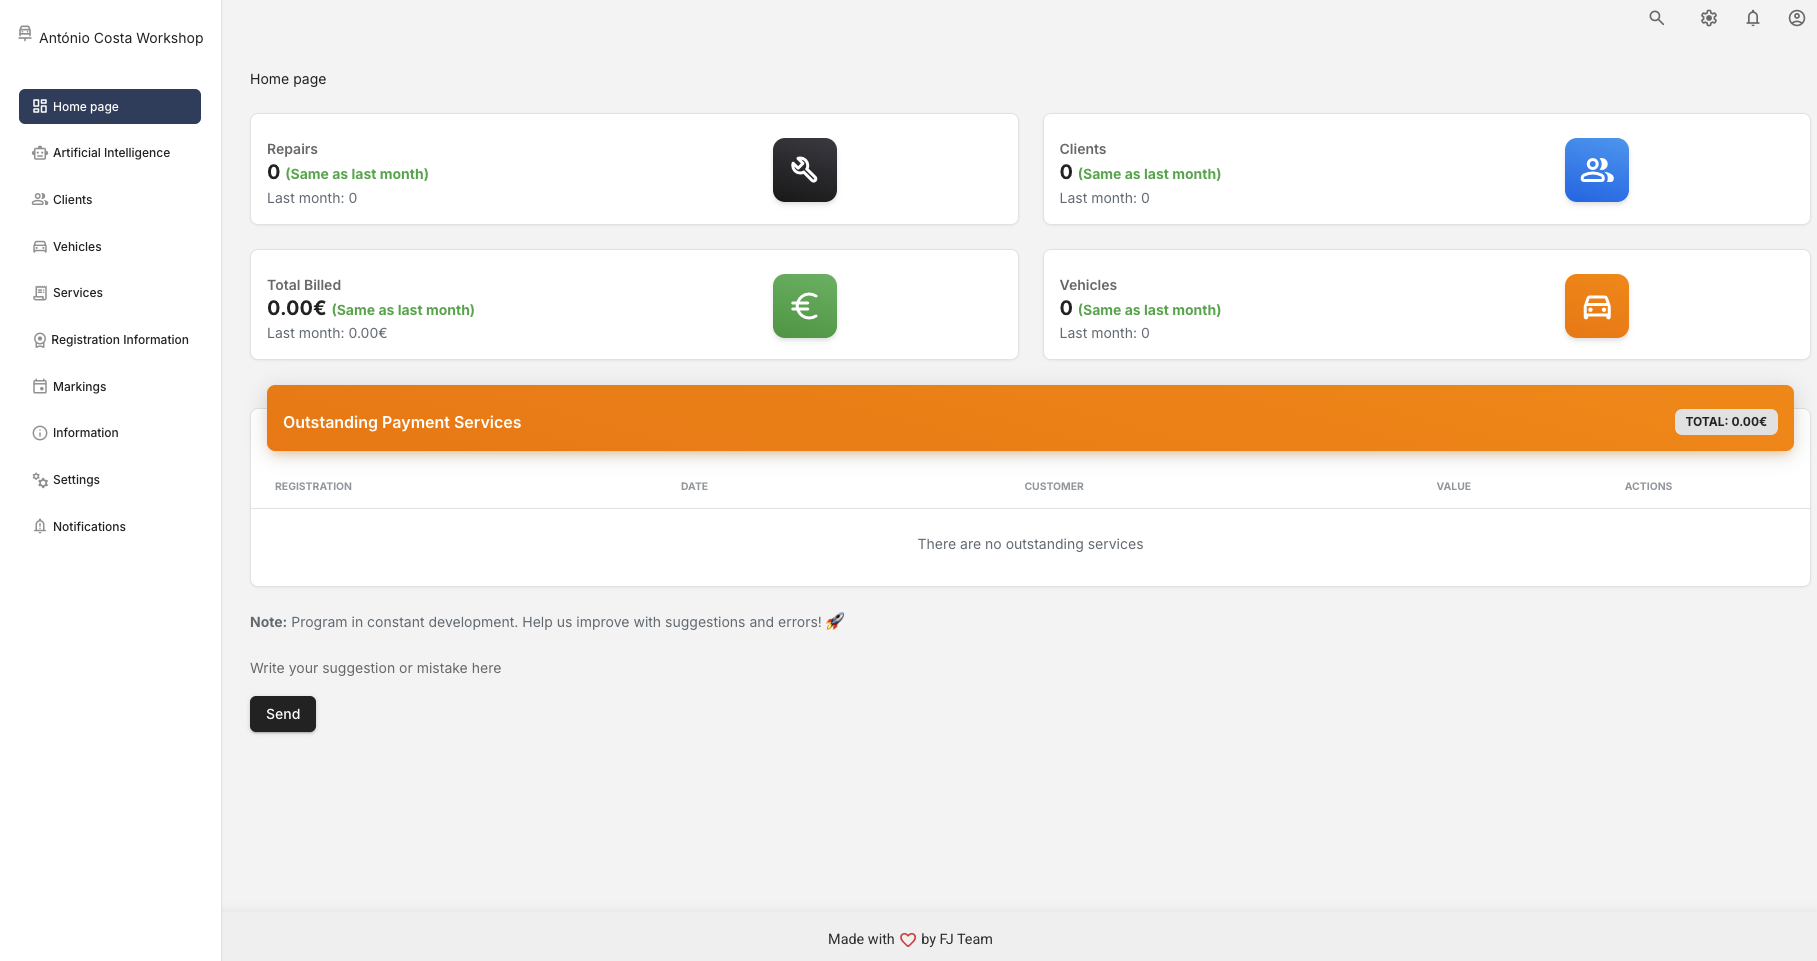 António Costa Workshop
Home page
Artificial Intelligence
Clients
Vehicles
Services
Registration Information
Markings
Information
Settings
Notifications
Home page
Repairs
0 (Same as last month)
Last month: 0
Clients
0 (Same as last month)
Last month: 0
Total Billed
0.00€ (Same as last month)
Last month: 0.00€
Vehicles
0 (Same as last month)
Last month: 0
Outstanding Payment Services
TOTAL: 0.00€
REGISTRATION DATE CUSTOMER VALUE ACTIONS
There are no outstanding services
Note: Program in constant development. Help us improve with suggestions and errors! 🚀
Write your suggestion or mistake here
Send
Made with ♡ by FJ Team